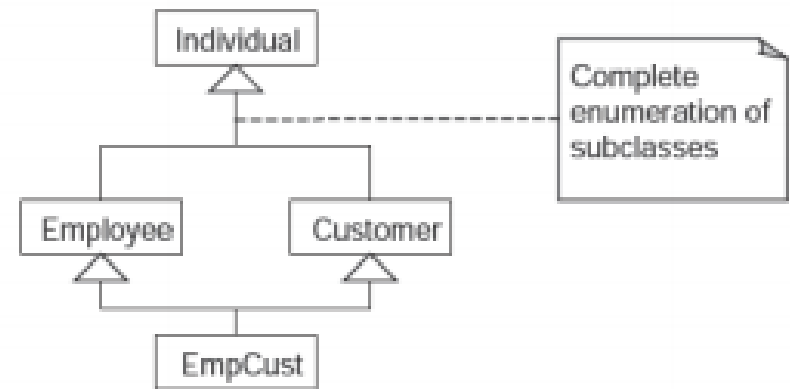 Individual
Complete
enumeration of
subclasses
Employee
Customer
EmpCust